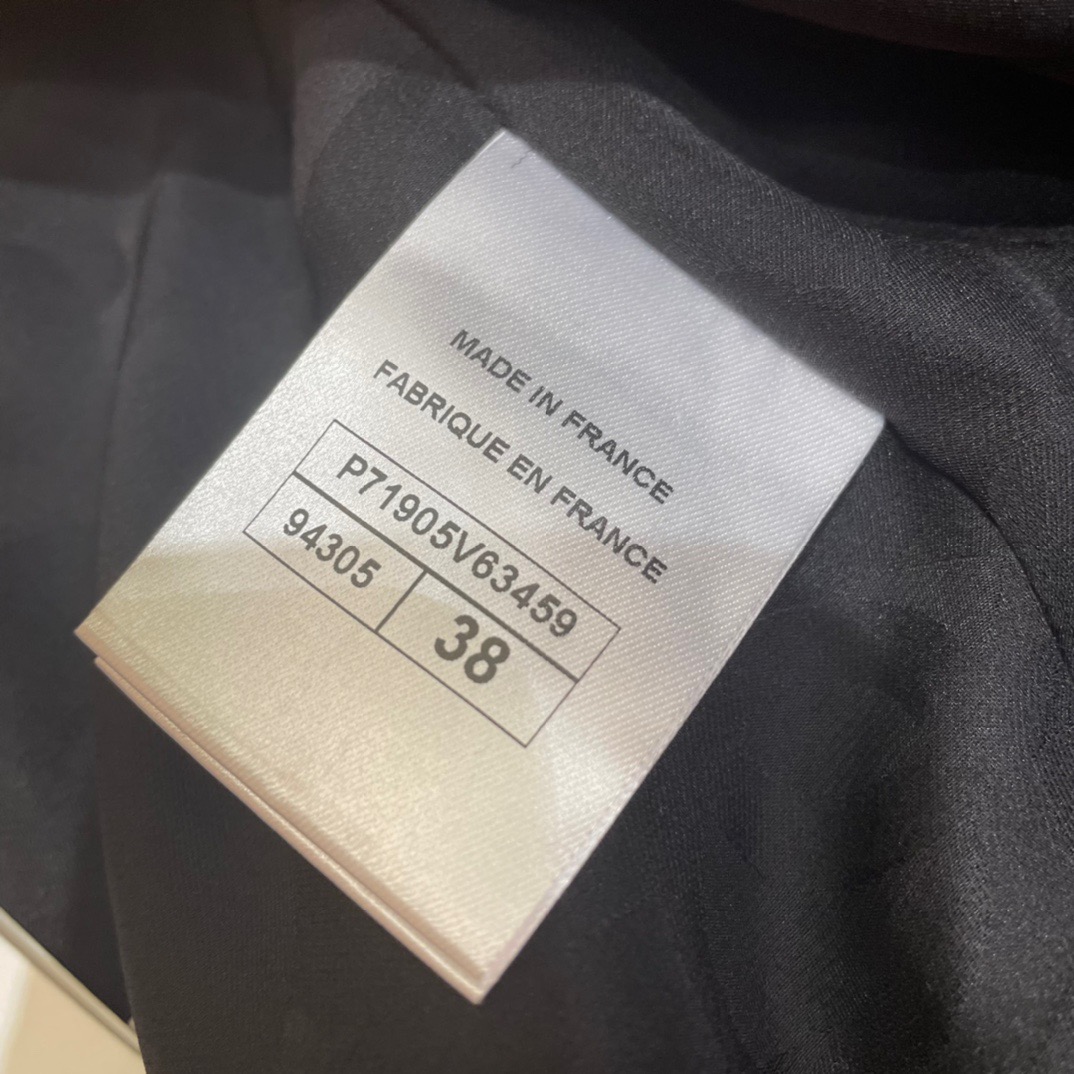 MADE IN FRANCE
FABRIQUE EN FRANCE
P71905V63459
94305 38